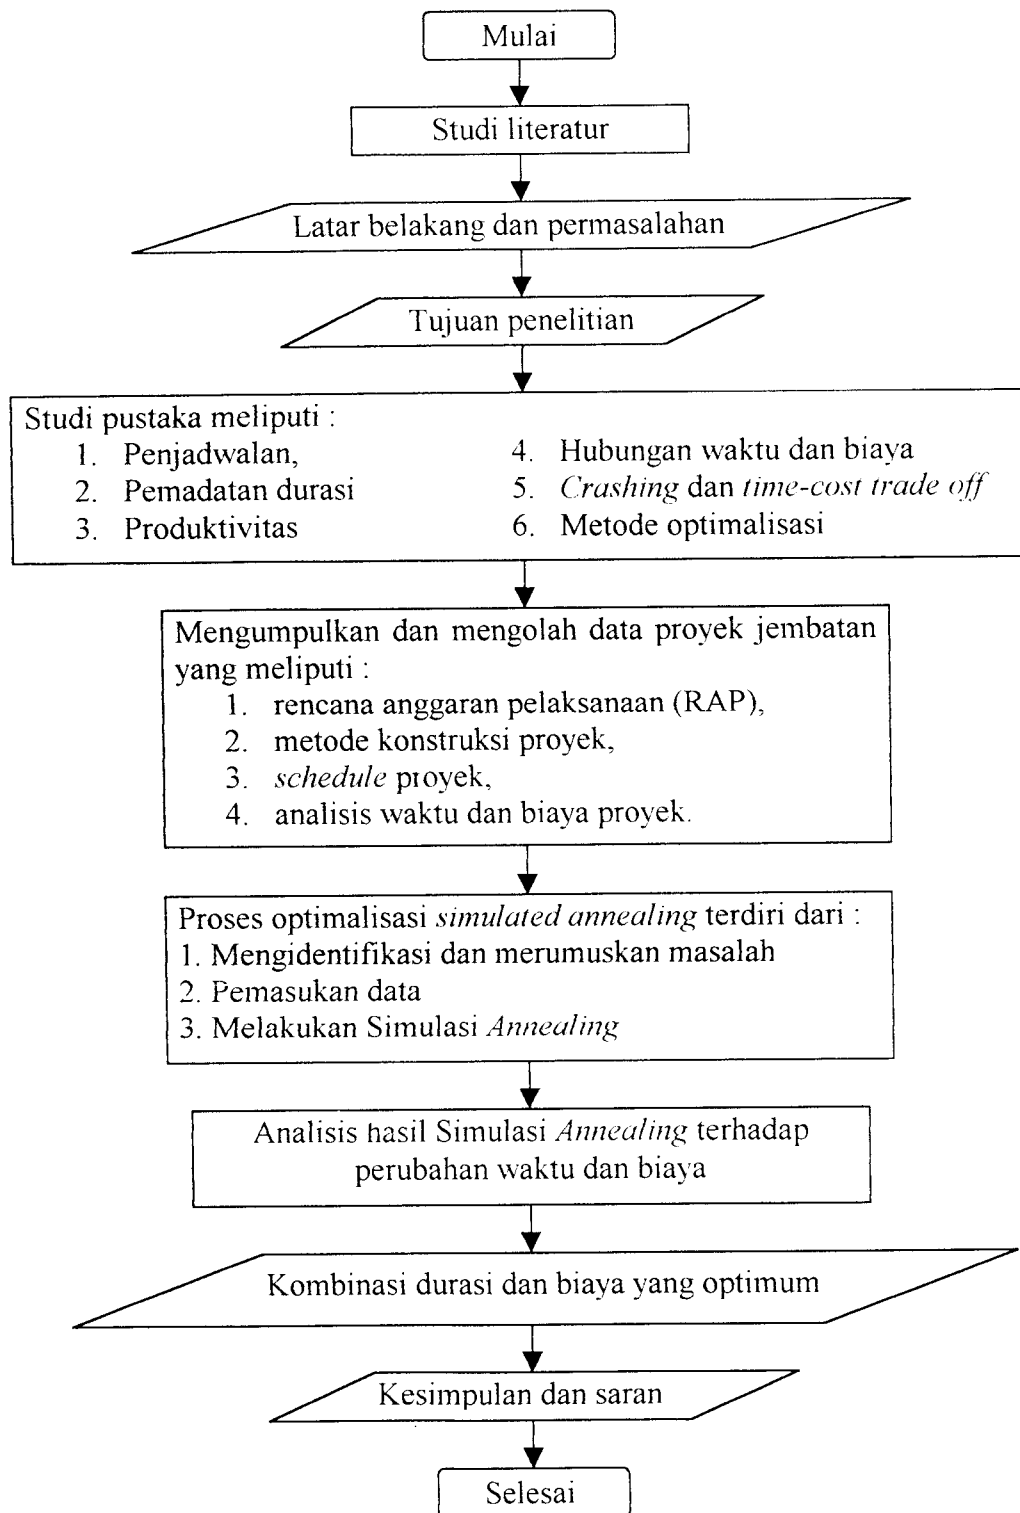 Mulai
Studi literatur
Latar belakang dan permasalahan
Tujuan penelitian
Studi pustaka meliputi :
1. Penjadwalan,
2. Pemadatan durasi
3. Produktivitas
4. Hubungan waktu dan biaya
5. Crashing dan time-cost trade off
6. Metode optimalisasi
Mengumpulkan dan mengolah data proyek jembatan
yang meliputi :
1. rencana anggaran pelaksanaan (RAP),
2. metode konstruksi proyek,
3. schedule proyek,
4. analisis waktu dan biaya proyek.
Proses optimalisasi simulated annealing terdiri dari :
1. Mengidentifikasi dan merumuskan masalah
2. Pemasukan data
3. Melakukan Simulasi Annealing
Analisis hasil Simulasi Annealing terhadap
perubahan waktu dan biaya
Kombinasi durasi dan biaya yang optimum
Kesimpulan dan saran
Selesai